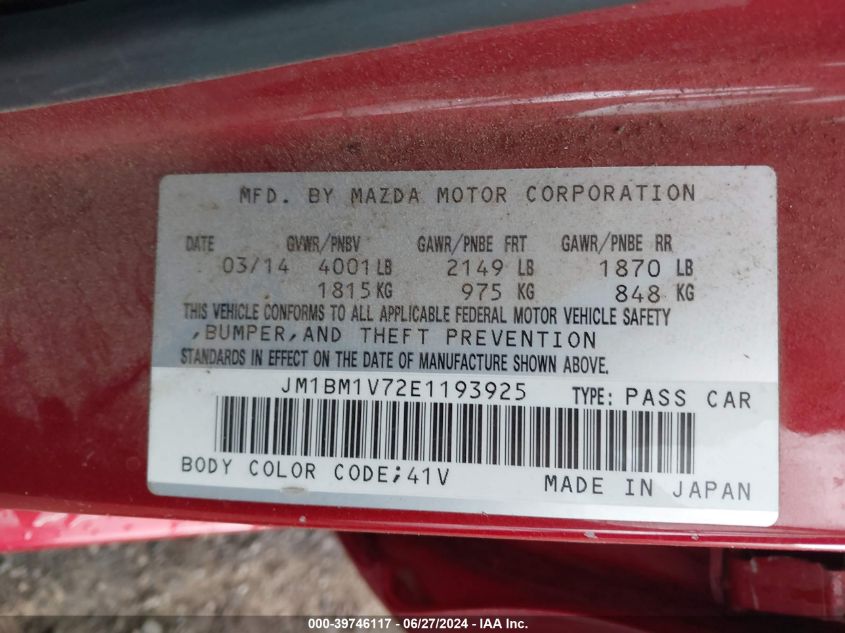 MFD. BY MAZDA MOTOR CORPORATION
DATE GVWR/PNBV GAWR/PNBE FRT GAWR/PNBE RR
03/14 4001 LB 2149 LB 1870 LB
1815 KG 975 KG 848 KG
THIS VEHICLE CONFORMS TO ALL APPLICABLE FEDERAL MOTOR VEHICLE SAFETY
,BUMPER,AND THEFT PREVENTION
STANDARDS IN EFFECT ON THE DATE OF MANUFACTURE SHOWN ABOVE.
JM1BM1V72E1193925 TYPE: PASS CAR
BODY COLOR CODE;41V MADE IN JAPAN
000-39746117 - 06/27/2024 - IAA Inc.